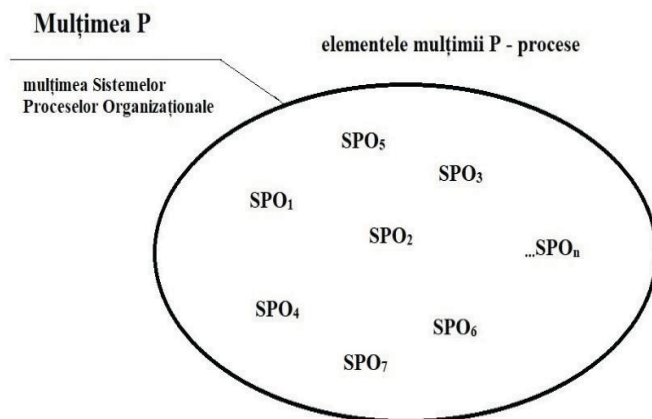 Mulțimea P
elementele mulțimii P - procese
mulțimea Sistemelor
Proceselor Organizaționale
SPO₅
SPO₃
SPO₁
SPO₂
...SPOₙ
SPO₄
SPO₆
SPO₇